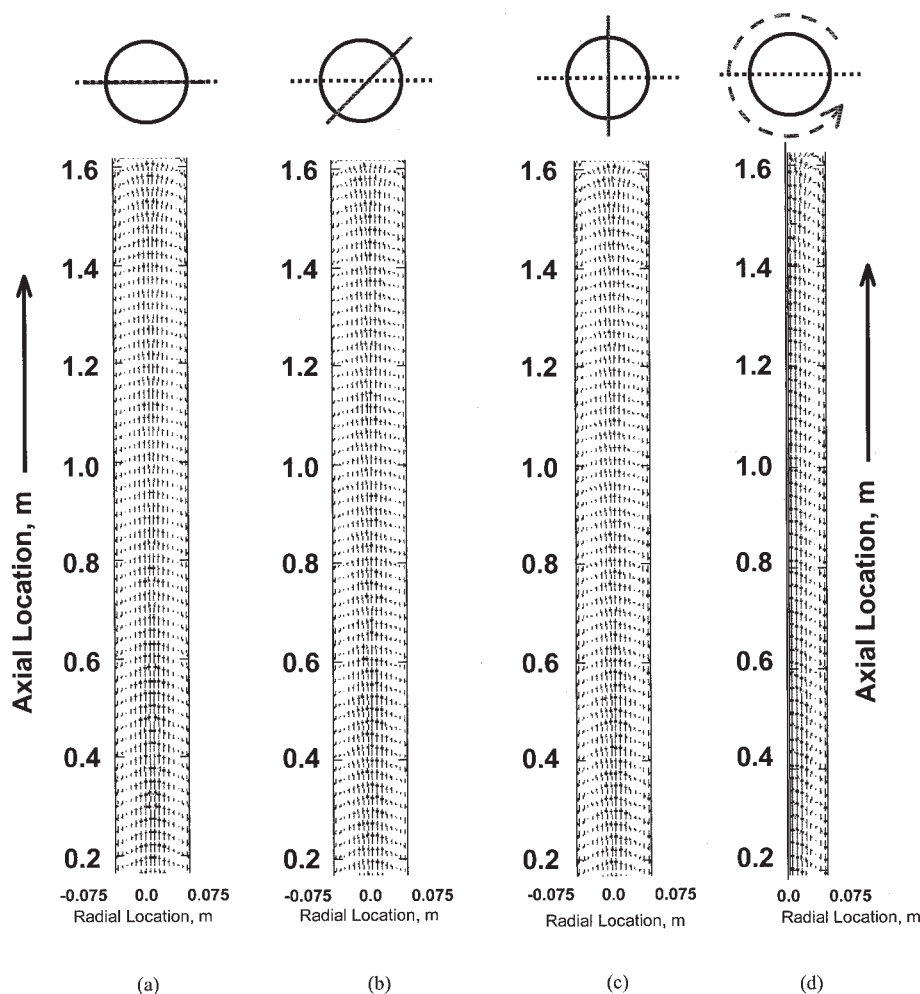 1.6 1.6 1.6 1.6
1.4 1.4 1.4 1.4
1.2 1.2 1.2 1.2
1.0 1.0 1.0 1.0
0.8 0.8 0.8 0.8
0.6 0.6 0.6 0.6
0.4 0.4 0.4 0.4
0.2 0.2 0.2 0.2
Axial Location, m
Axial Location, m
-0.075 0.0 0.075 -0.075 0.0 0.075 -0.075 0.0 0.075 0.0 0.075
Radial Location, m Radial Location, m Radial Location, m Radial Location, m
(a) (b) (c) (d)